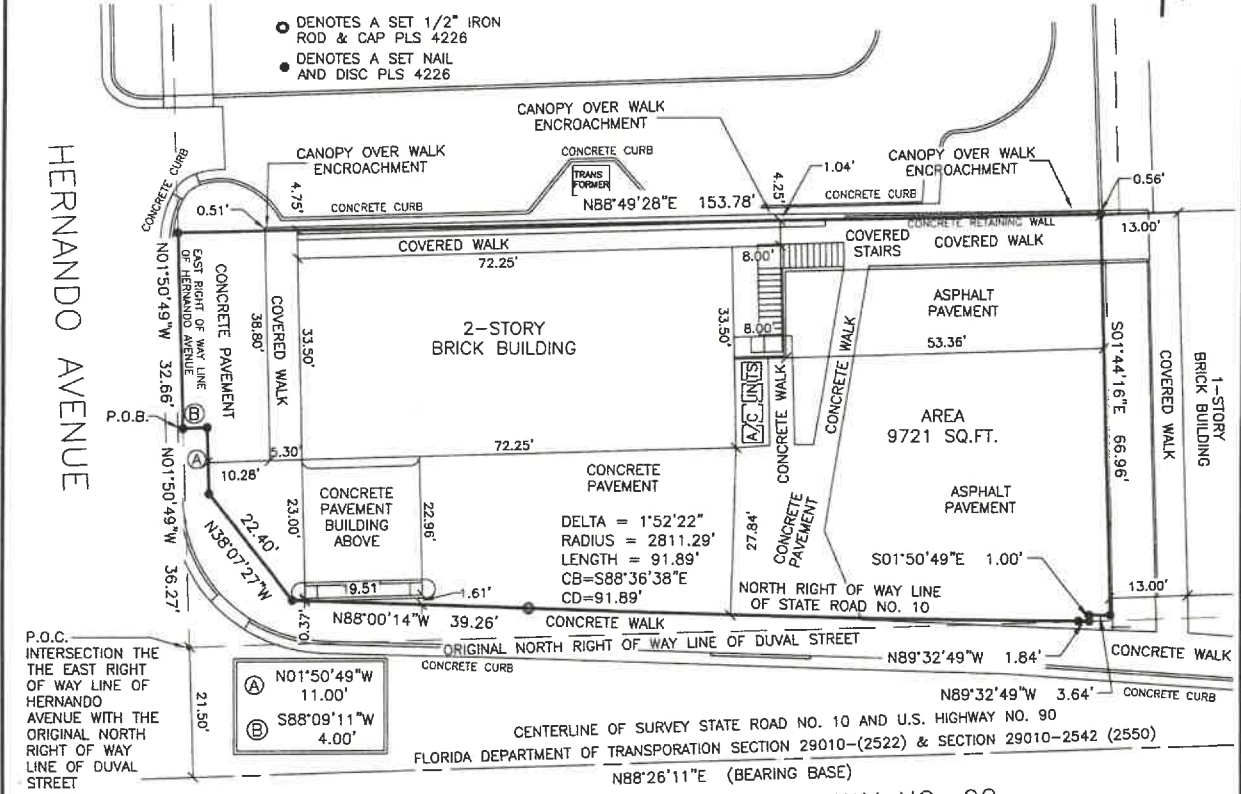 DENOTES A SET 1/2" IRON
ROD & CAP PLS 4226
DENOTES A SET NAIL
AND DISC PLS 4226
CANOPY OVER WALK
ENCROACHMENT
CANOPY OVER WALK
ENCROACHMENT
CONCRETE CURB
CANOPY OVER WALK
ENCROACHMENT
CONCRETE CURB
TRANS
FORMER
4.75'
CONCRETE CURB
N88°49'28"E 153.78'
4.25'
1.04'
CONCRETE CURB
0.56'
0.51'
HERNANDO AVENUE
COVERED WALK
72.25'
8.00'
COVERED
STAIRS
CONCRETE RETAINING WALL
COVERED WALK
13.00'
N01°50'49"W 32.66'
EAST RIGHT OF WAY LINE
OF HERNANDO AVENUE
CONCRETE PAVEMENT
38.80'
COVERED WALK
33.50'
2-STORY
BRICK BUILDING
33.50'
8.00'
ASPHALT
PAVEMENT
53.36'
CONCRETE WALK
A/C UNITS
CONCRETE WALK
AREA
9721 SQ.FT.
S01°44'16"E 66.96'
COVERED WALK
1-STORY
BRICK BUILDING
P.O.B.
B
A
10.28'
5.30'
72.25'
N01°50'49"W 36.27'
22.40'
N38°07'27"W
23.00'
CONCRETE
PAVEMENT
BUILDING
ABOVE
22.96'
CONCRETE
PAVEMENT
DELTA = 1°52'22"
RADIUS = 2811.29'
LENGTH = 91.89'
CB=S88°36'38"E
CD=91.89'
27.84'
CONCRETE
PAVEMENT
ASPHALT
PAVEMENT
S01°50'49"E 1.00'
13.00'
19.51
1.61'
NORTH RIGHT OF WAY LINE
OF STATE ROAD NO. 10
0.37'
N88°00'14"W 39.26'
CONCRETE WALK
ORIGINAL NORTH RIGHT OF WAY LINE OF DUVAL STREET
CONCRETE CURB
N89°32'49"W 1.84'
CONCRETE WALK
N89°32'49"W 3.64'
CONCRETE CURB
P.O.C.
INTERSECTION THE
THE EAST RIGHT
OF WAY LINE OF
HERNANDO
AVENUE WITH THE
ORIGINAL NORTH
RIGHT OF WAY
LINE OF DUVAL
STREET
21.50'
A N01°50'49"W
11.00'
B S88°09'11"W
4.00'
CENTERLINE OF SURVEY STATE ROAD NO. 10 AND U.S. HIGHWAY NO. 90
FLORIDA DEPARTMENT OF TRANSPORATION SECTION 29010-(2522) & SECTION 29010-2542 (2550)
N88°26'11"E (BEARING BASE)